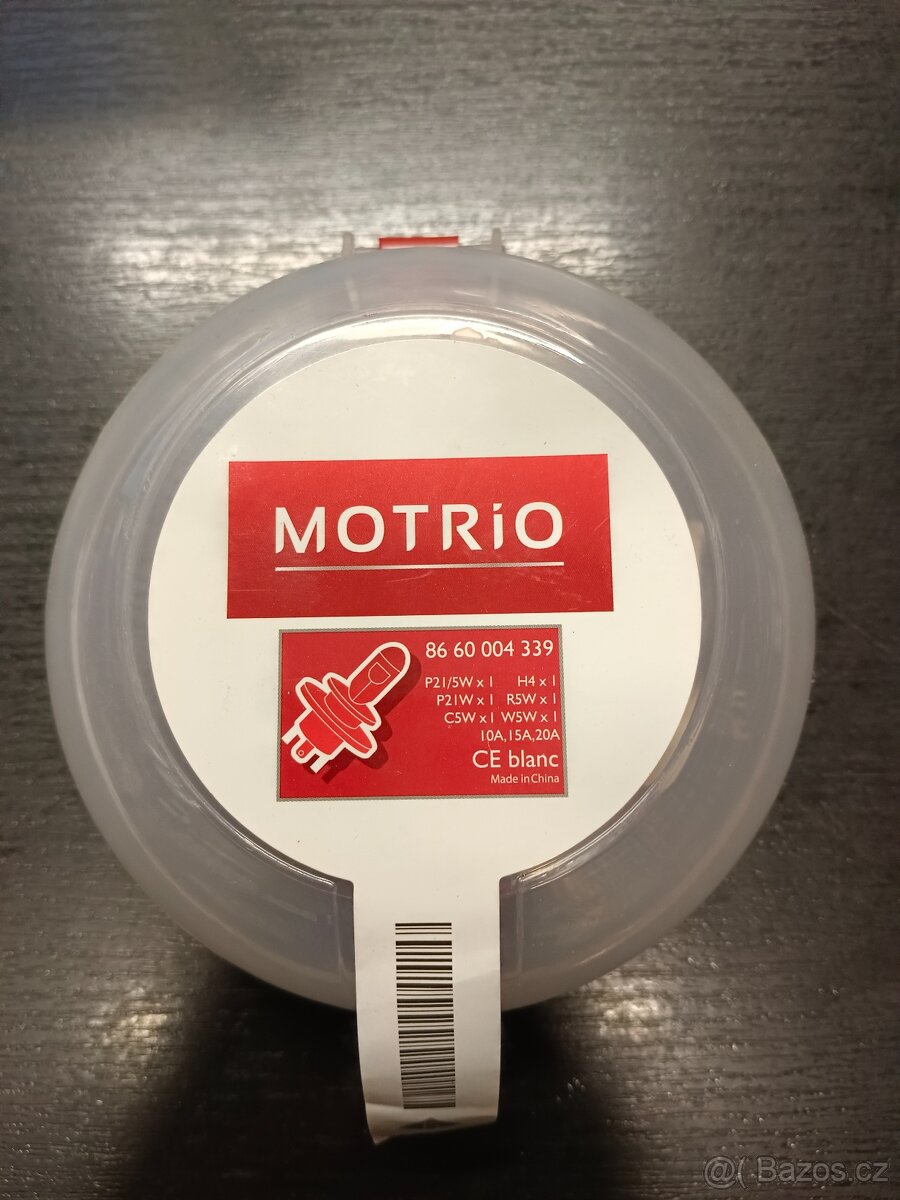 MOTRiO
86 60 004 339
P21/5W x 1 H4 x 1
P21W x 1 R5W x 1
C5W x 1 W5W x 1
10A,15A,20A
CE blanc
Made in China
@( Bazos.cz